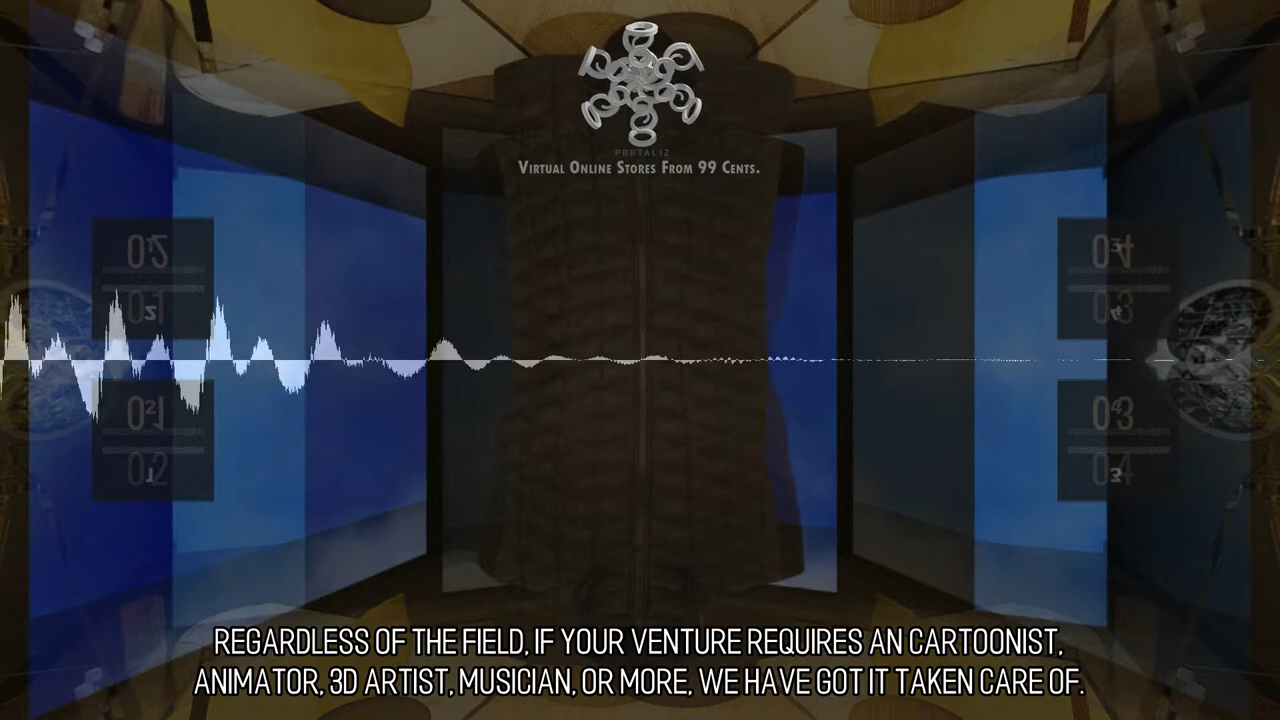 PORTALIZ
Virtual Online Stores From 99 Cents.
REGARDLESS OF THE FIELD, IF YOUR VENTURE REQUIRES AN CARTOONIST,
ANIMATOR, 3D ARTIST, MUSICIAN, OR MORE, WE HAVE GOT IT TAKEN CARE OF.